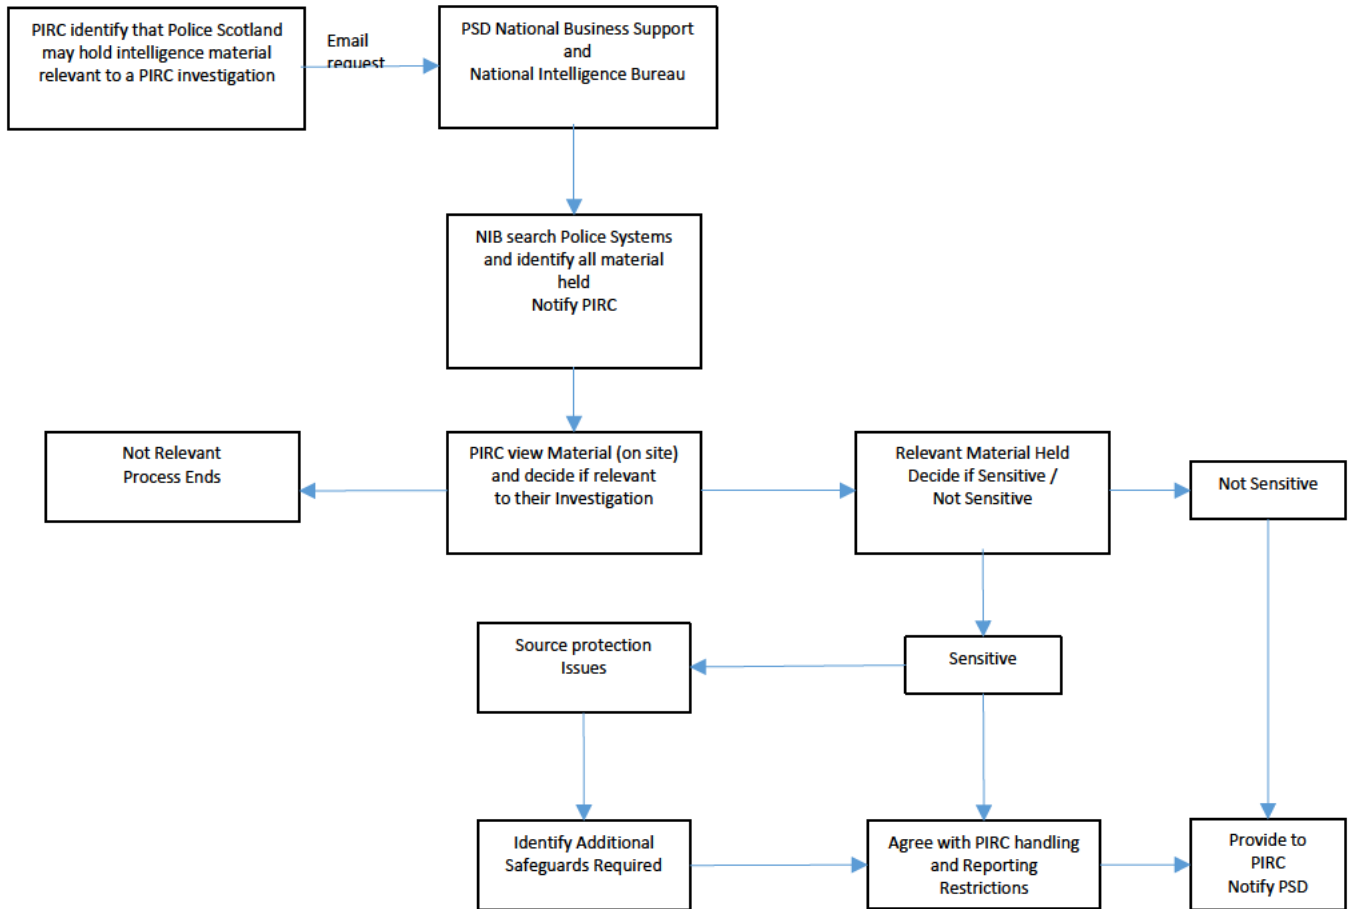 PIRC identify that Police Scotland
may hold intelligence material
relevant to a PIRC investigation
Email
request
PSD National Business Support
and
National Intelligence Bureau
NIB search Police Systems
and identify all material
held
Notify PIRC
Not Relevant
Process Ends
PIRC view Material (on site)
and decide if relevant
to their Investigation
Relevant Material Held
Decide if Sensitive /
Not Sensitive
Not Sensitive
Source protection
Issues
Sensitive
Identify Additional
Safeguards Required
Agree with PIRC handling
and Reporting
Restrictions
Provide to
PIRC
Notify PSD